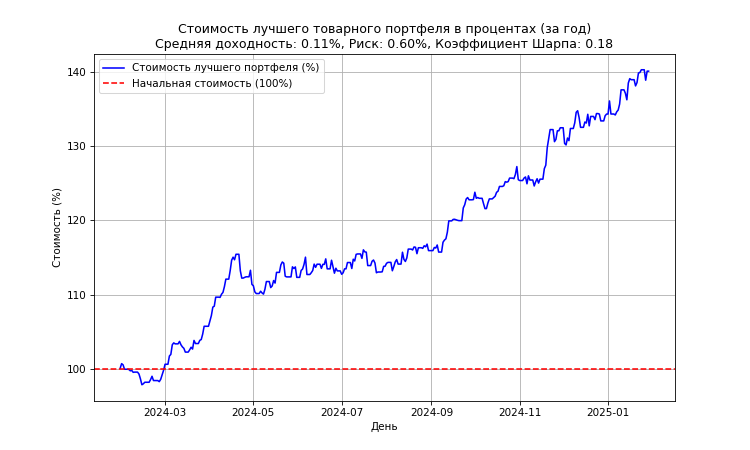 Стоимость лучшего товарного портфеля в процентах (за год)
Средняя доходность: 0.11%, Риск: 0.60%, Коэффициент Шарпа: 0.18
Стоимость лучшего портфеля (%)
Начальная стоимость (100%)
Стоимость (%)
140
130
120
110
100
2024-03
2024-05
2024-07
2024-09
2024-11
2025-01
День